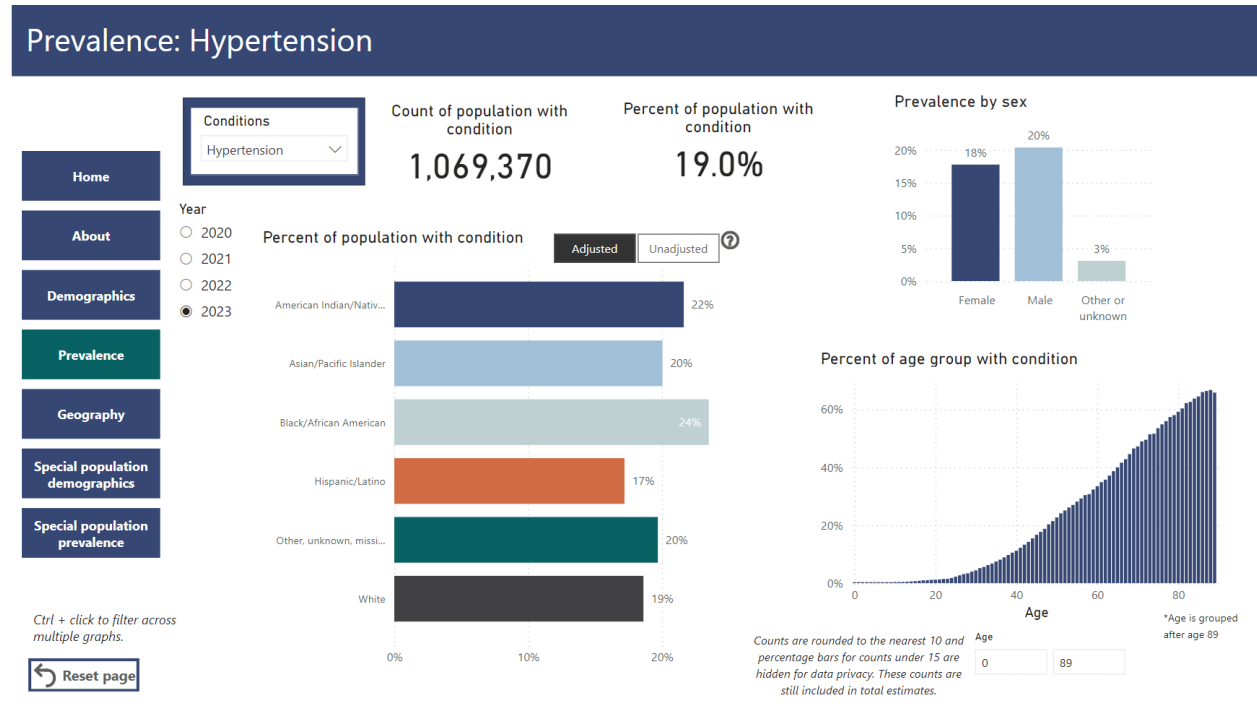 Prevalence: Hypertension
Home
About
Demographics
Prevalence
Geography
Special population
demographics
Special population
prevalence
Ctrl + click to filter across
multiple graphs.
Reset page
Conditions
Hypertension
Year
2020
2021
2022
2023
Count of population with
condition
1,069,370
Percent of population with
condition
19.0%
Percent of population with condition
Adjusted
Unadjusted
?
American Indian/Nativ...
22%
Asian/Pacific Islander
20%
Black/African American
24%
Hispanic/Latino
17%
Other, unknown, missi...
20%
White
19%
0%
10%
20%
Prevalence by sex
20%
15%
10%
5%
0%
18%
20%
3%
Female
Male
Other or
unknown
Percent of age group with condition
60%
40%
20%
0%
0
20
40
60
80
Age
*Age is grouped
after age 89
Counts are rounded to the nearest 10 and
percentage bars for counts under 15 are
hidden for data privacy. These counts are
still included in total estimates.
Age
0
89